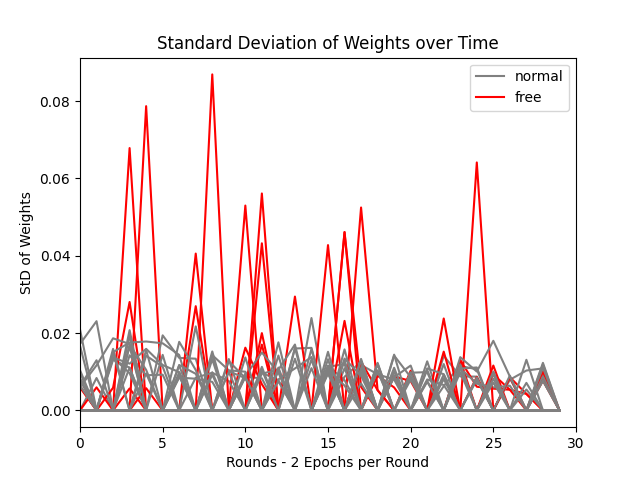 Standard Deviation of Weights over Time
normal
free
StD of Weights
0.08
0.06
0.04
0.02
0.00
0 5 10 15 20 25 30
Rounds - 2 Epochs per Round